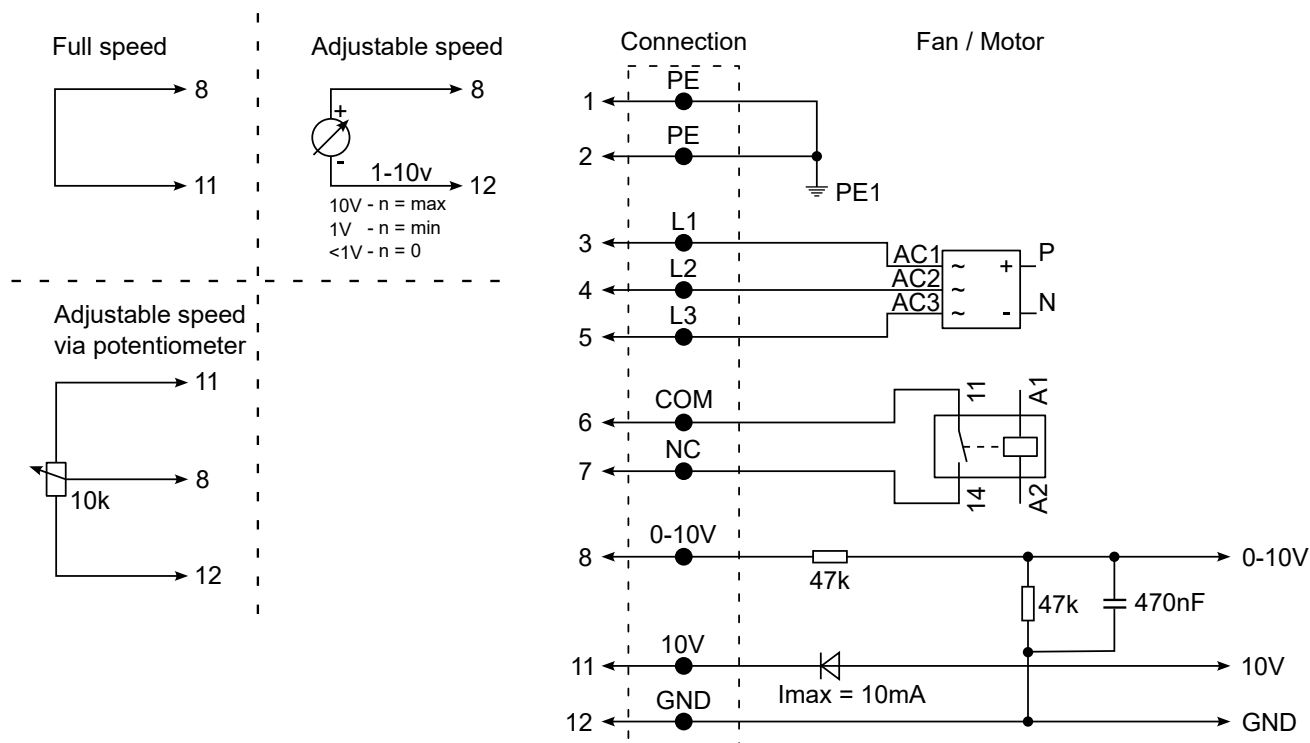 Full speed
8
11
Adjustable speed
8
+
-
1-10v
12
10V - n = max
1V - n = min
<1V - n = 0
Adjustable speed
via potentiometer
11
8
10k
12
Connection
Fan / Motor
1
PE
2
PE
PE1
3
L1
AC1
~
+
P
4
L2
AC2
~
5
L3
AC3
~
-
N
6
COM
11
A1
7
NC
14
A2
8
0-10V
47k
0-10V
47k
470nF
11
10V
Imax = 10mA
10V
12
GND
GND